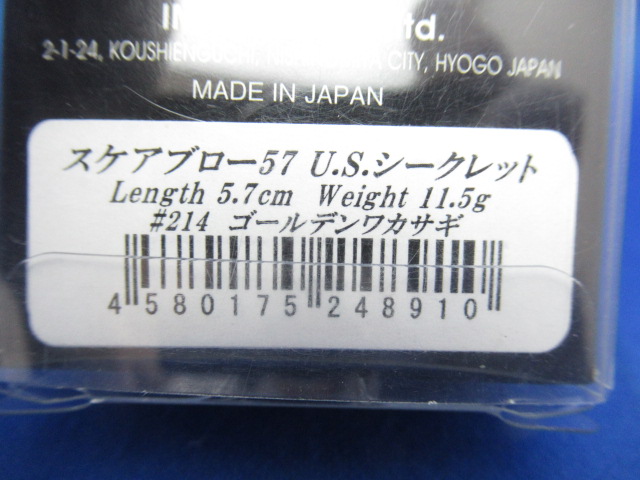 td.
2-1-24, KOUSHIENGUCHI, CITY, HYOGO JAPAN
MADE IN JAPAN
スケアブロー57 U.S.シークレット
Length 5.7cm Weight 11.5g
#214 ゴールデンワカサギ
4 580175 248910